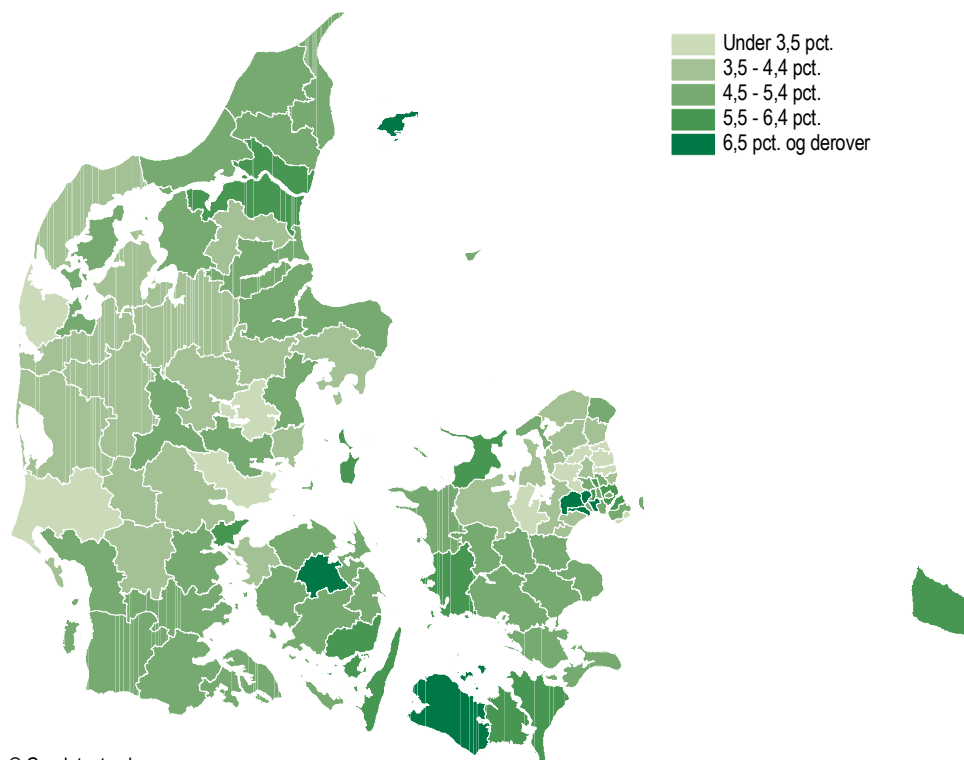 Under 3,5 pct.
3,5 - 4,4 pct.
4,5 - 5,4 pct.
5,5 - 6,4 pct.
6,5 pct. og derover